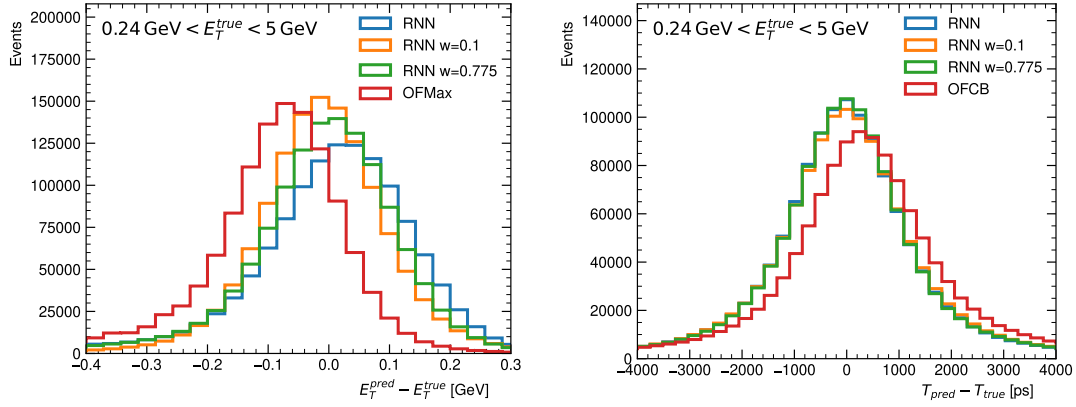 0.24 GeV < E_T^{true} < 5 GeV
RNN
RNN w=0.1
RNN w=0.775
OFMax
Events
200000
175000
150000
125000
100000
75000
50000
25000
0
−0.4 −0.3 −0.2 −0.1 0.0 0.1 0.2 0.3
E_T^{pred} − E_T^{true} [GeV]
0.24 GeV < E_T^{true} < 5 GeV
RNN
RNN w=0.1
RNN w=0.775
OFCB
Events
140000
120000
100000
80000
60000
40000
20000
0
−4000 −3000 −2000 −1000 0 1000 2000 3000 4000
T_{pred} − T_{true} [ps]